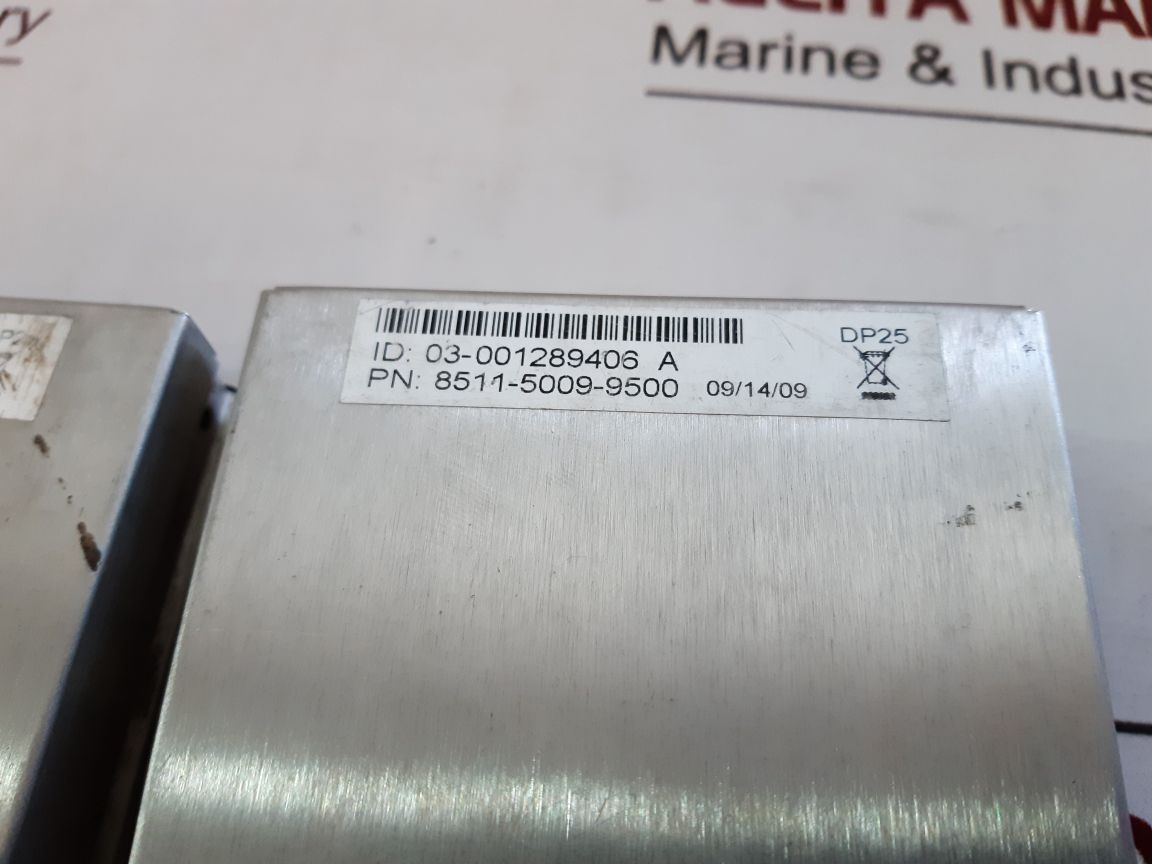 Marine & Indus
DP25
ID: 03-001289406 A
PN: 8511-5009-9500 09/14/09